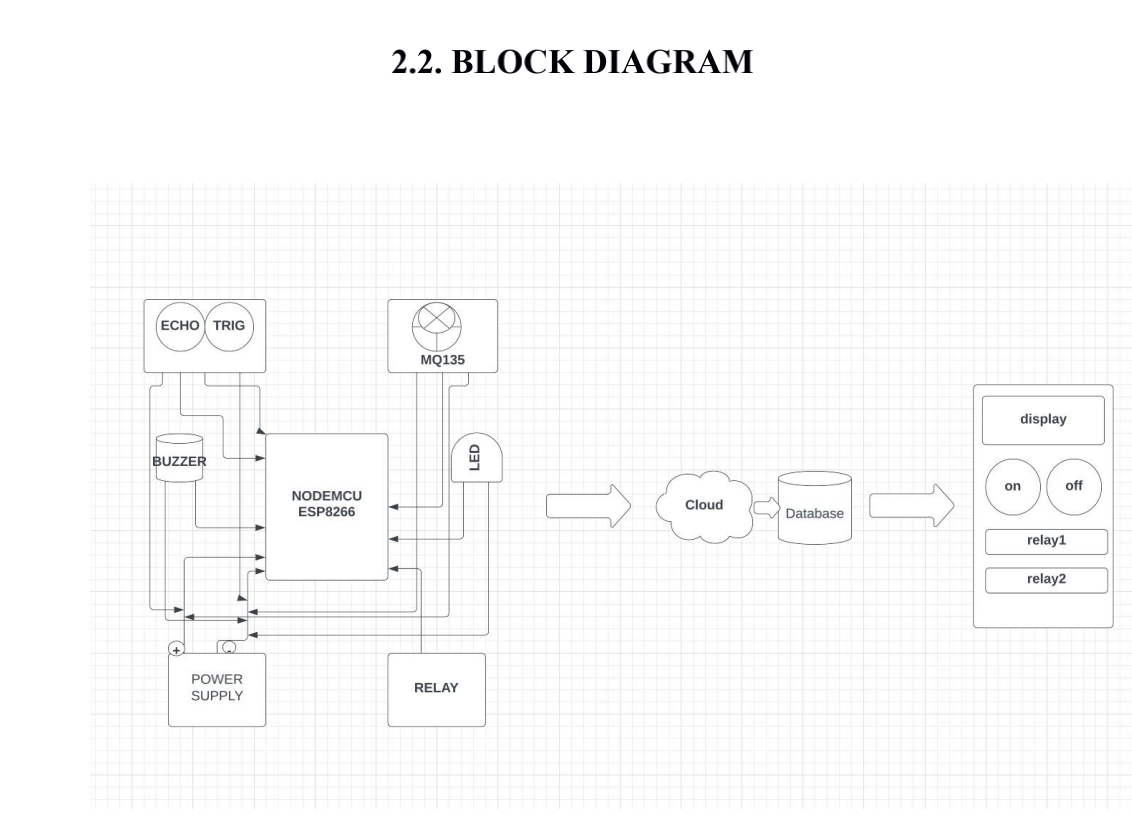 2.2. BLOCK DIAGRAM
ECHO
TRIG
MQ135
BUZZER
LED
NODEMCU
ESP8266
+
-
POWER
SUPPLY
RELAY
Cloud
Database
display
on
off
relay1
relay2